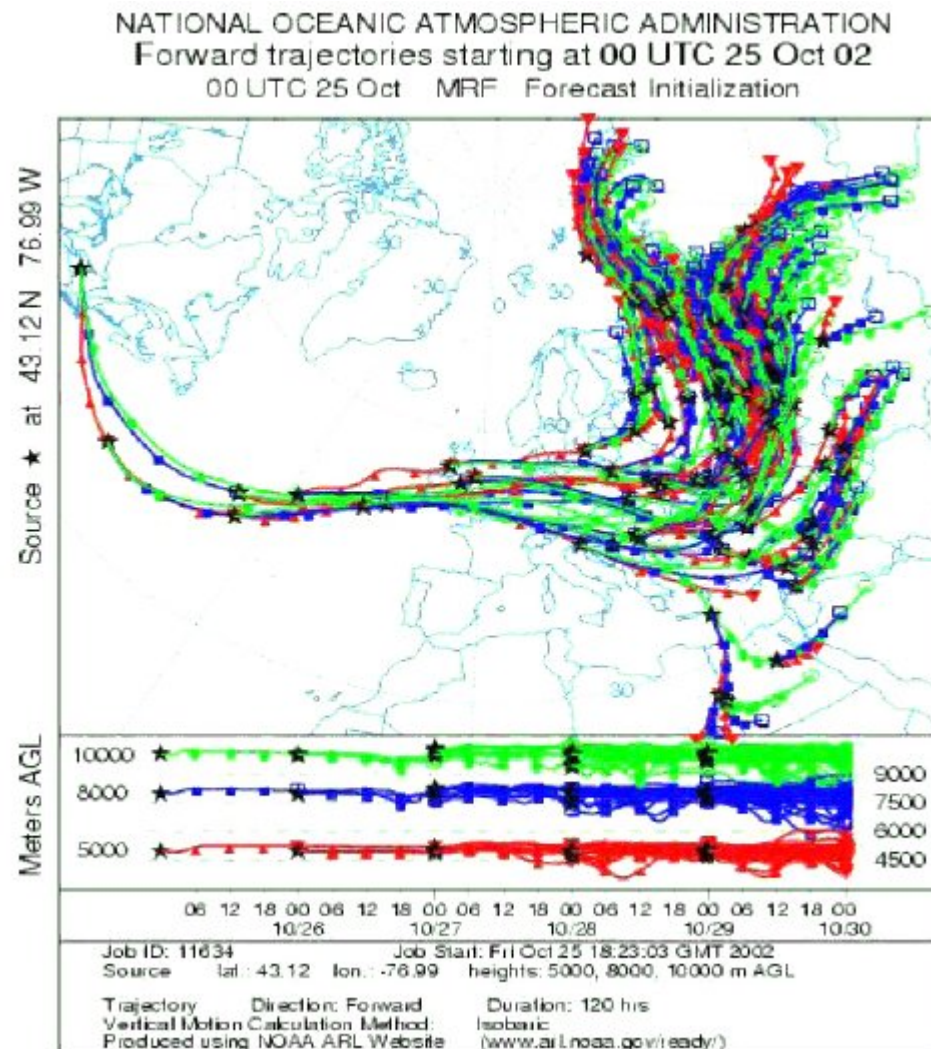 NATIONAL OCEANIC ATMOSPHERIC ADMINISTRATION
Forward trajectories starting at 00 UTC 25 Oct 02
00 UTC 25 Oct MRF Forecast Initialization
Source ★ at 43.12 N 76.99 W
30
0
30
30
Meters AGL
10000
8000
5000
9000
7500
6000
4500
06 12 18 00 06 12 18 00 06 12 18 00 06 12 18 00 06 12 18 00
10/26 10/27 10/28 10/29 10/30
Job ID: 11634 Job Start: Fri Oct 25 18:23:03 GMT 2002
Source lat.: 43.12 lon.: -76.99 heights: 5000, 8000, 10000 m AGL
Trajectory Direction: Forward Duration: 120 hrs
Vertical Motion Calculation Method: Isobaric
Produced using NOAA ARL Website (www.arl.noaa.gov/ready/)